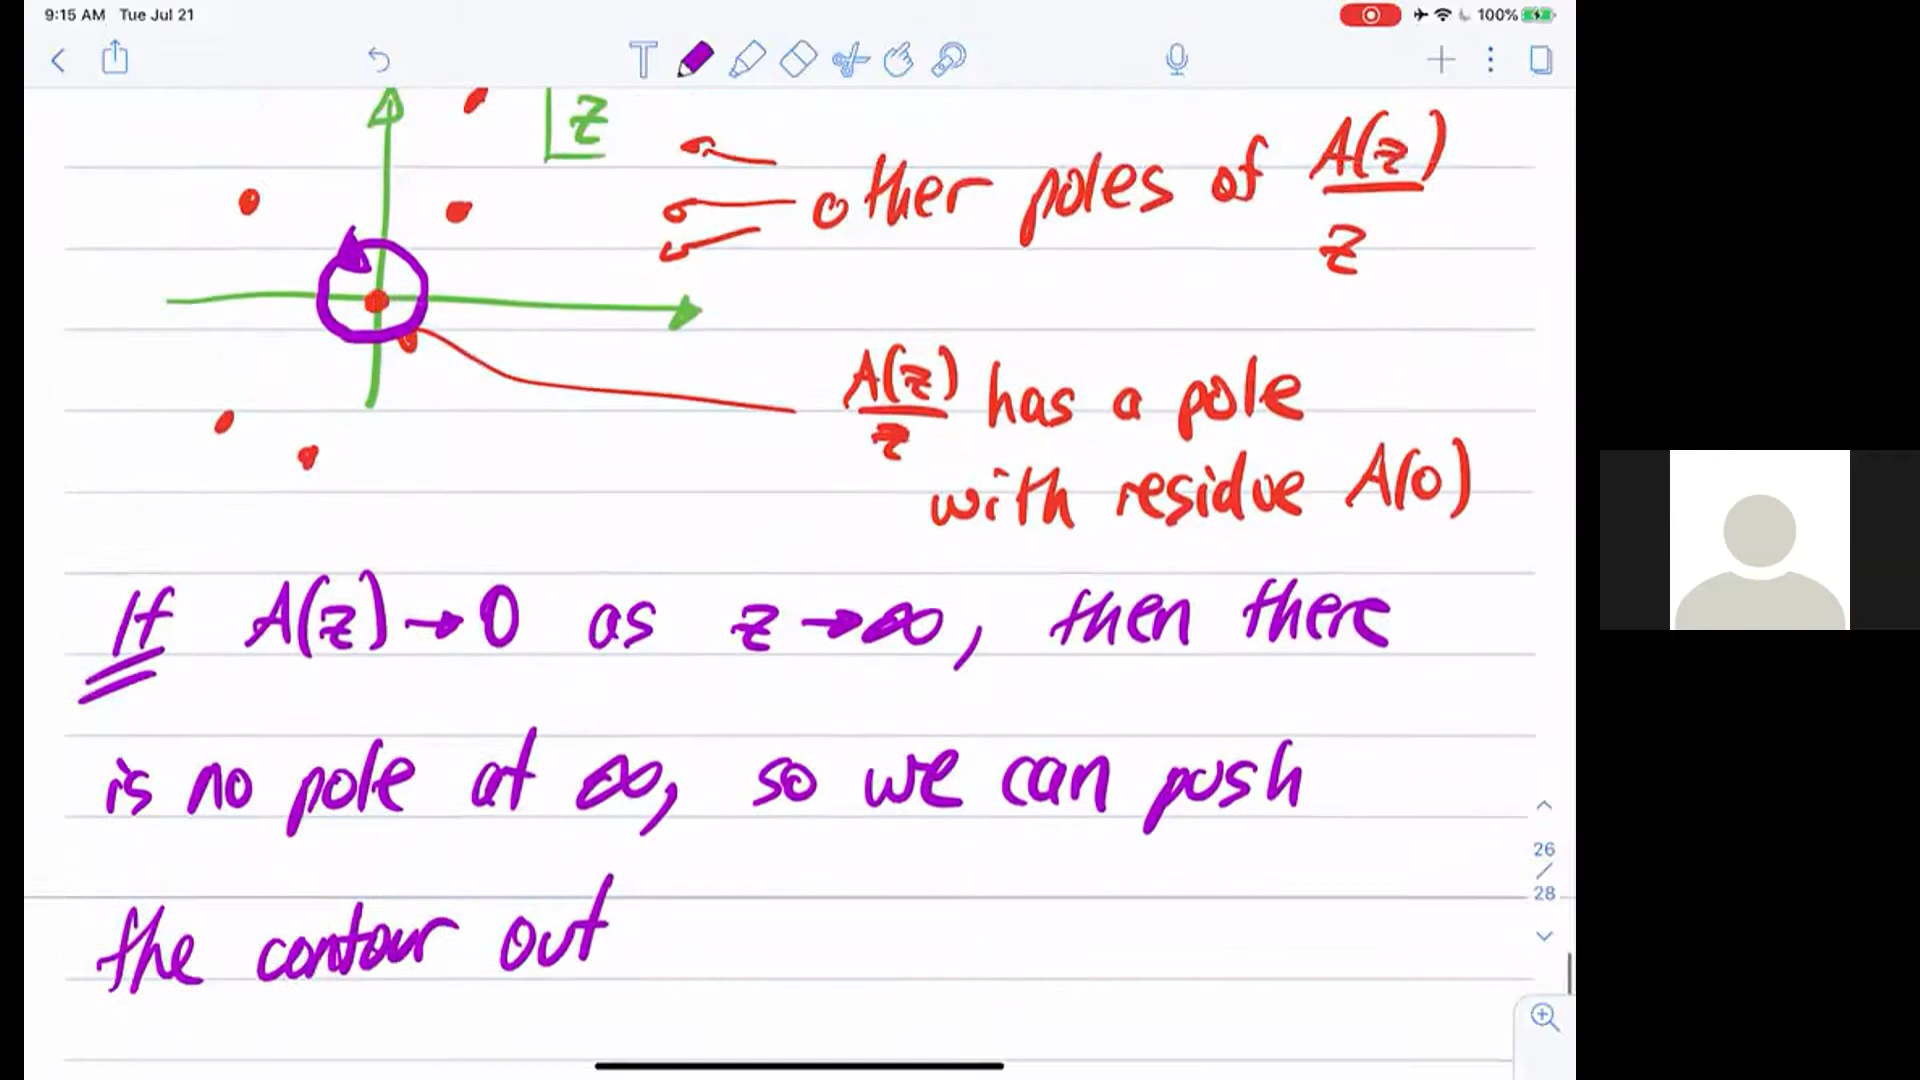 9:15 AM Tue Jul 21
100%
T
z
other poles of A(z)/z
A(z)/z has a pole
with residue A(0)
If A(z)→0 as z→∞, then there
is no pole at ∞, so we can push
the contour out
26
/
28